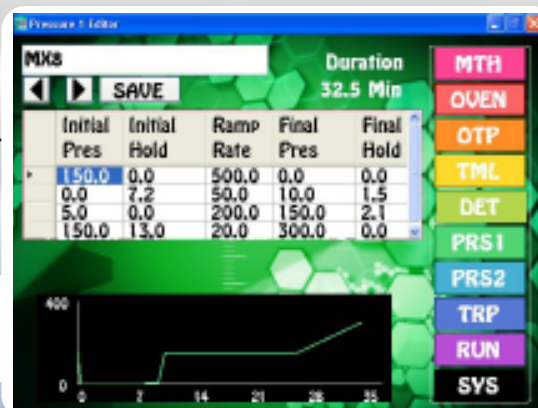 Pressure 1 Editor
MX8
Duration
SAVE
32.5 Min
Initial Pres Initial Hold Ramp Rate Final Pres Final Hold
150.0 0.0 500.0 0.0 0.0
0.0 7.2 50.0 10.0 1.5
5.0 0.0 200.0 150.0 2.1
150.0 13.0 20.0 300.0 0.0
MTH
OVEN
OTP
TML
DET
PRS1
PRS2
TRP
RUN
SYS
400
0
0 7 14 21 28 35